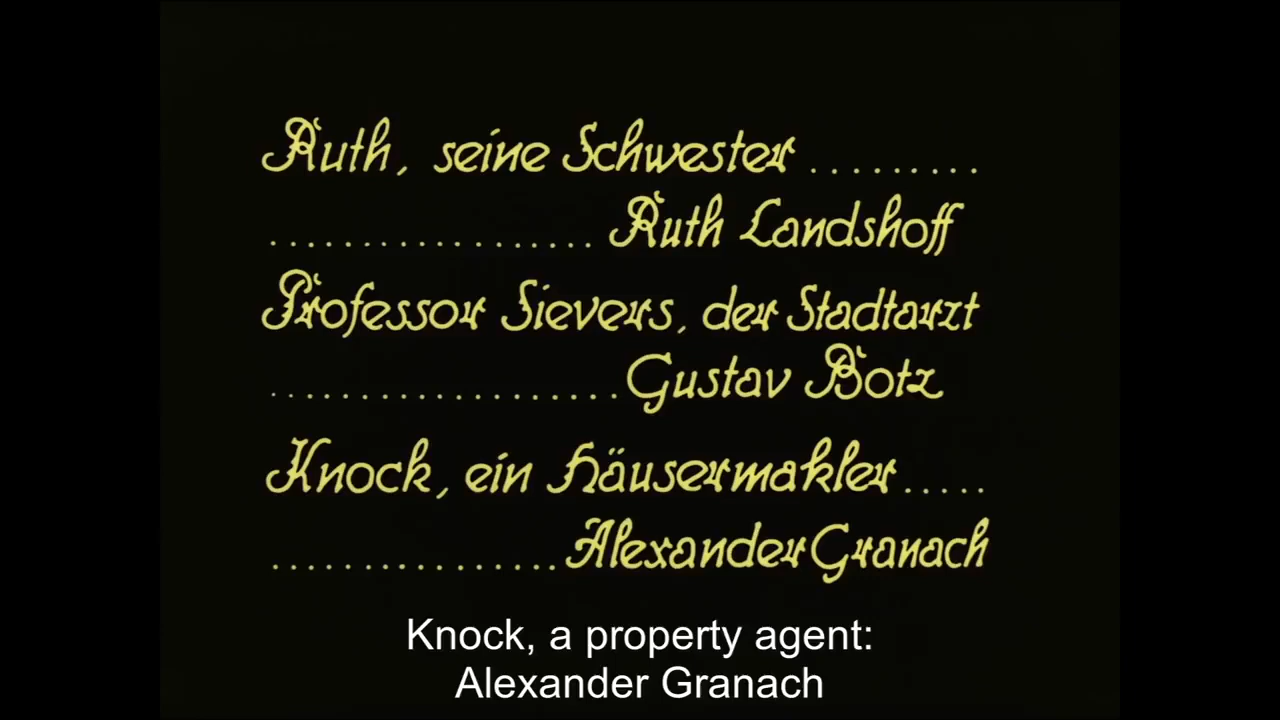 Ruth, seine Schwester .........
.................. Ruth Landshoff
Professor Sievers, der Stadtarzt
................... Gustav Botz
Knock, ein Häusermakler .....
................ Alexander Granach
Knock, a property agent:
Alexander Granach